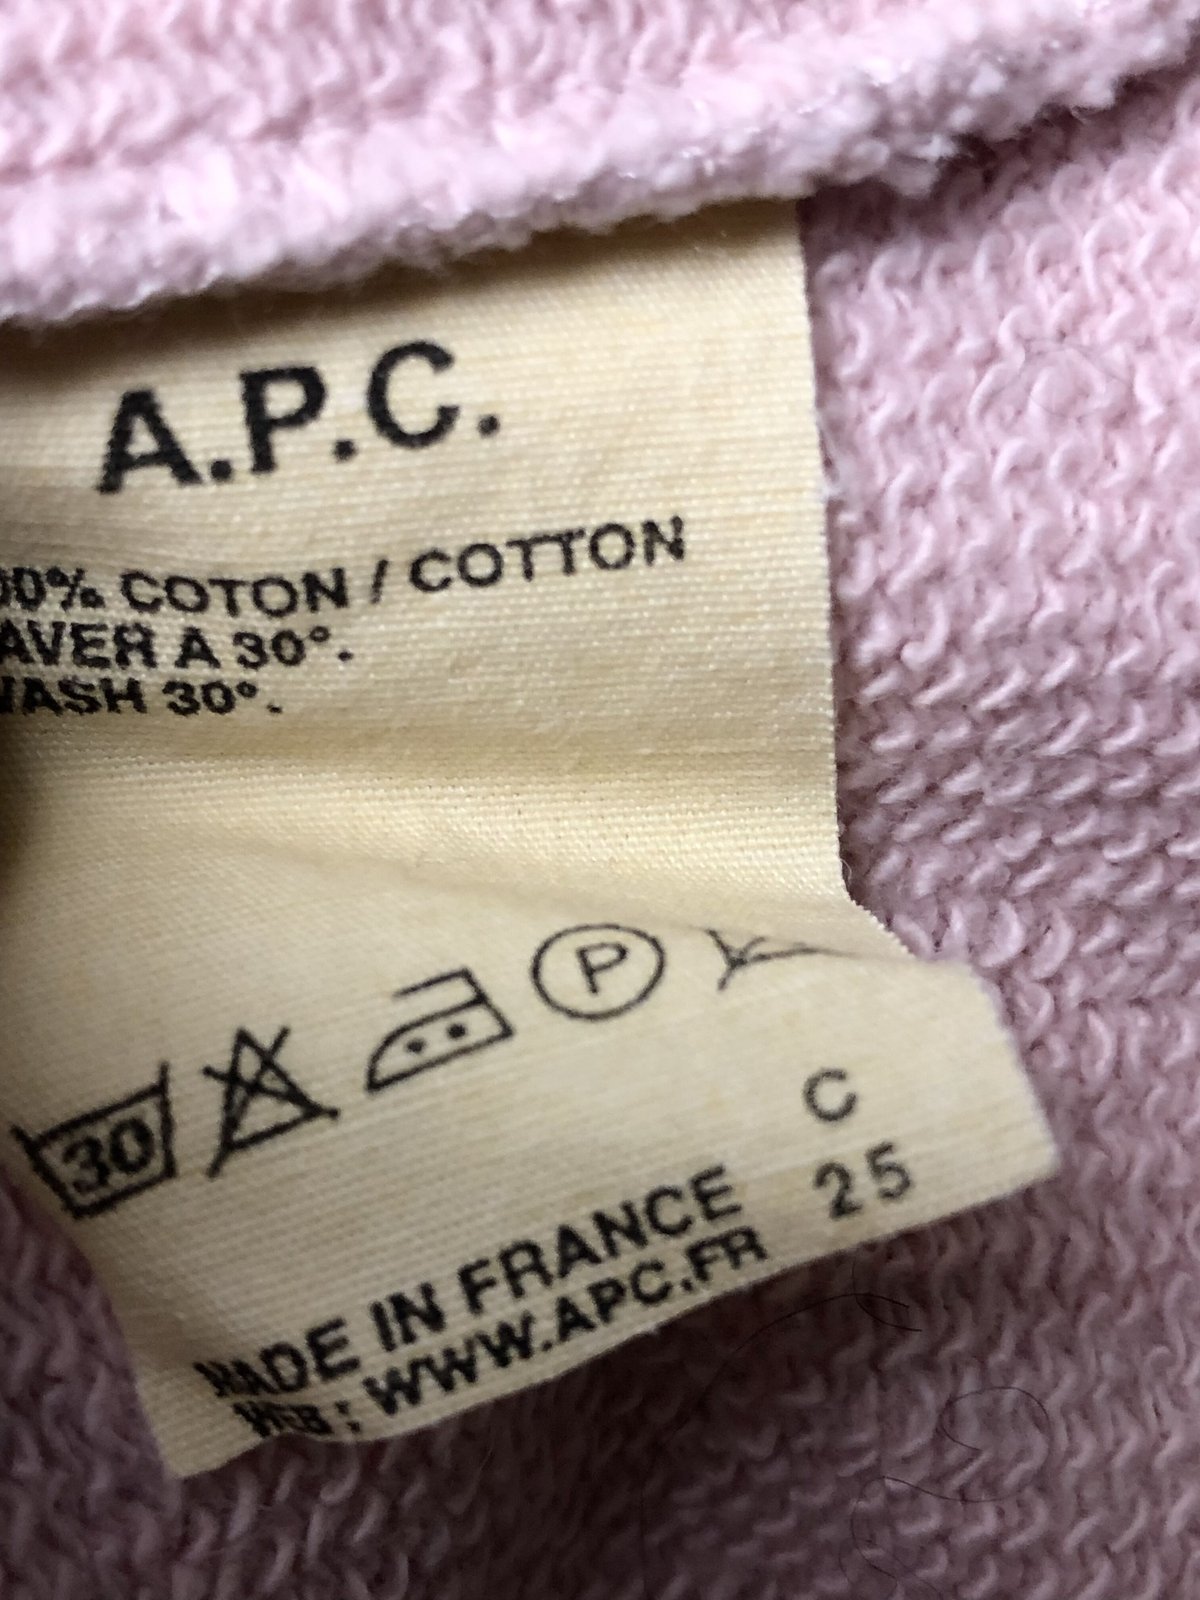 A.P.C.
00% COTON / COTTON
AVER A 30°.
WASH 30°.
30
P
C
25
MADE IN FRANCE
WEB : WWW.APC.FR